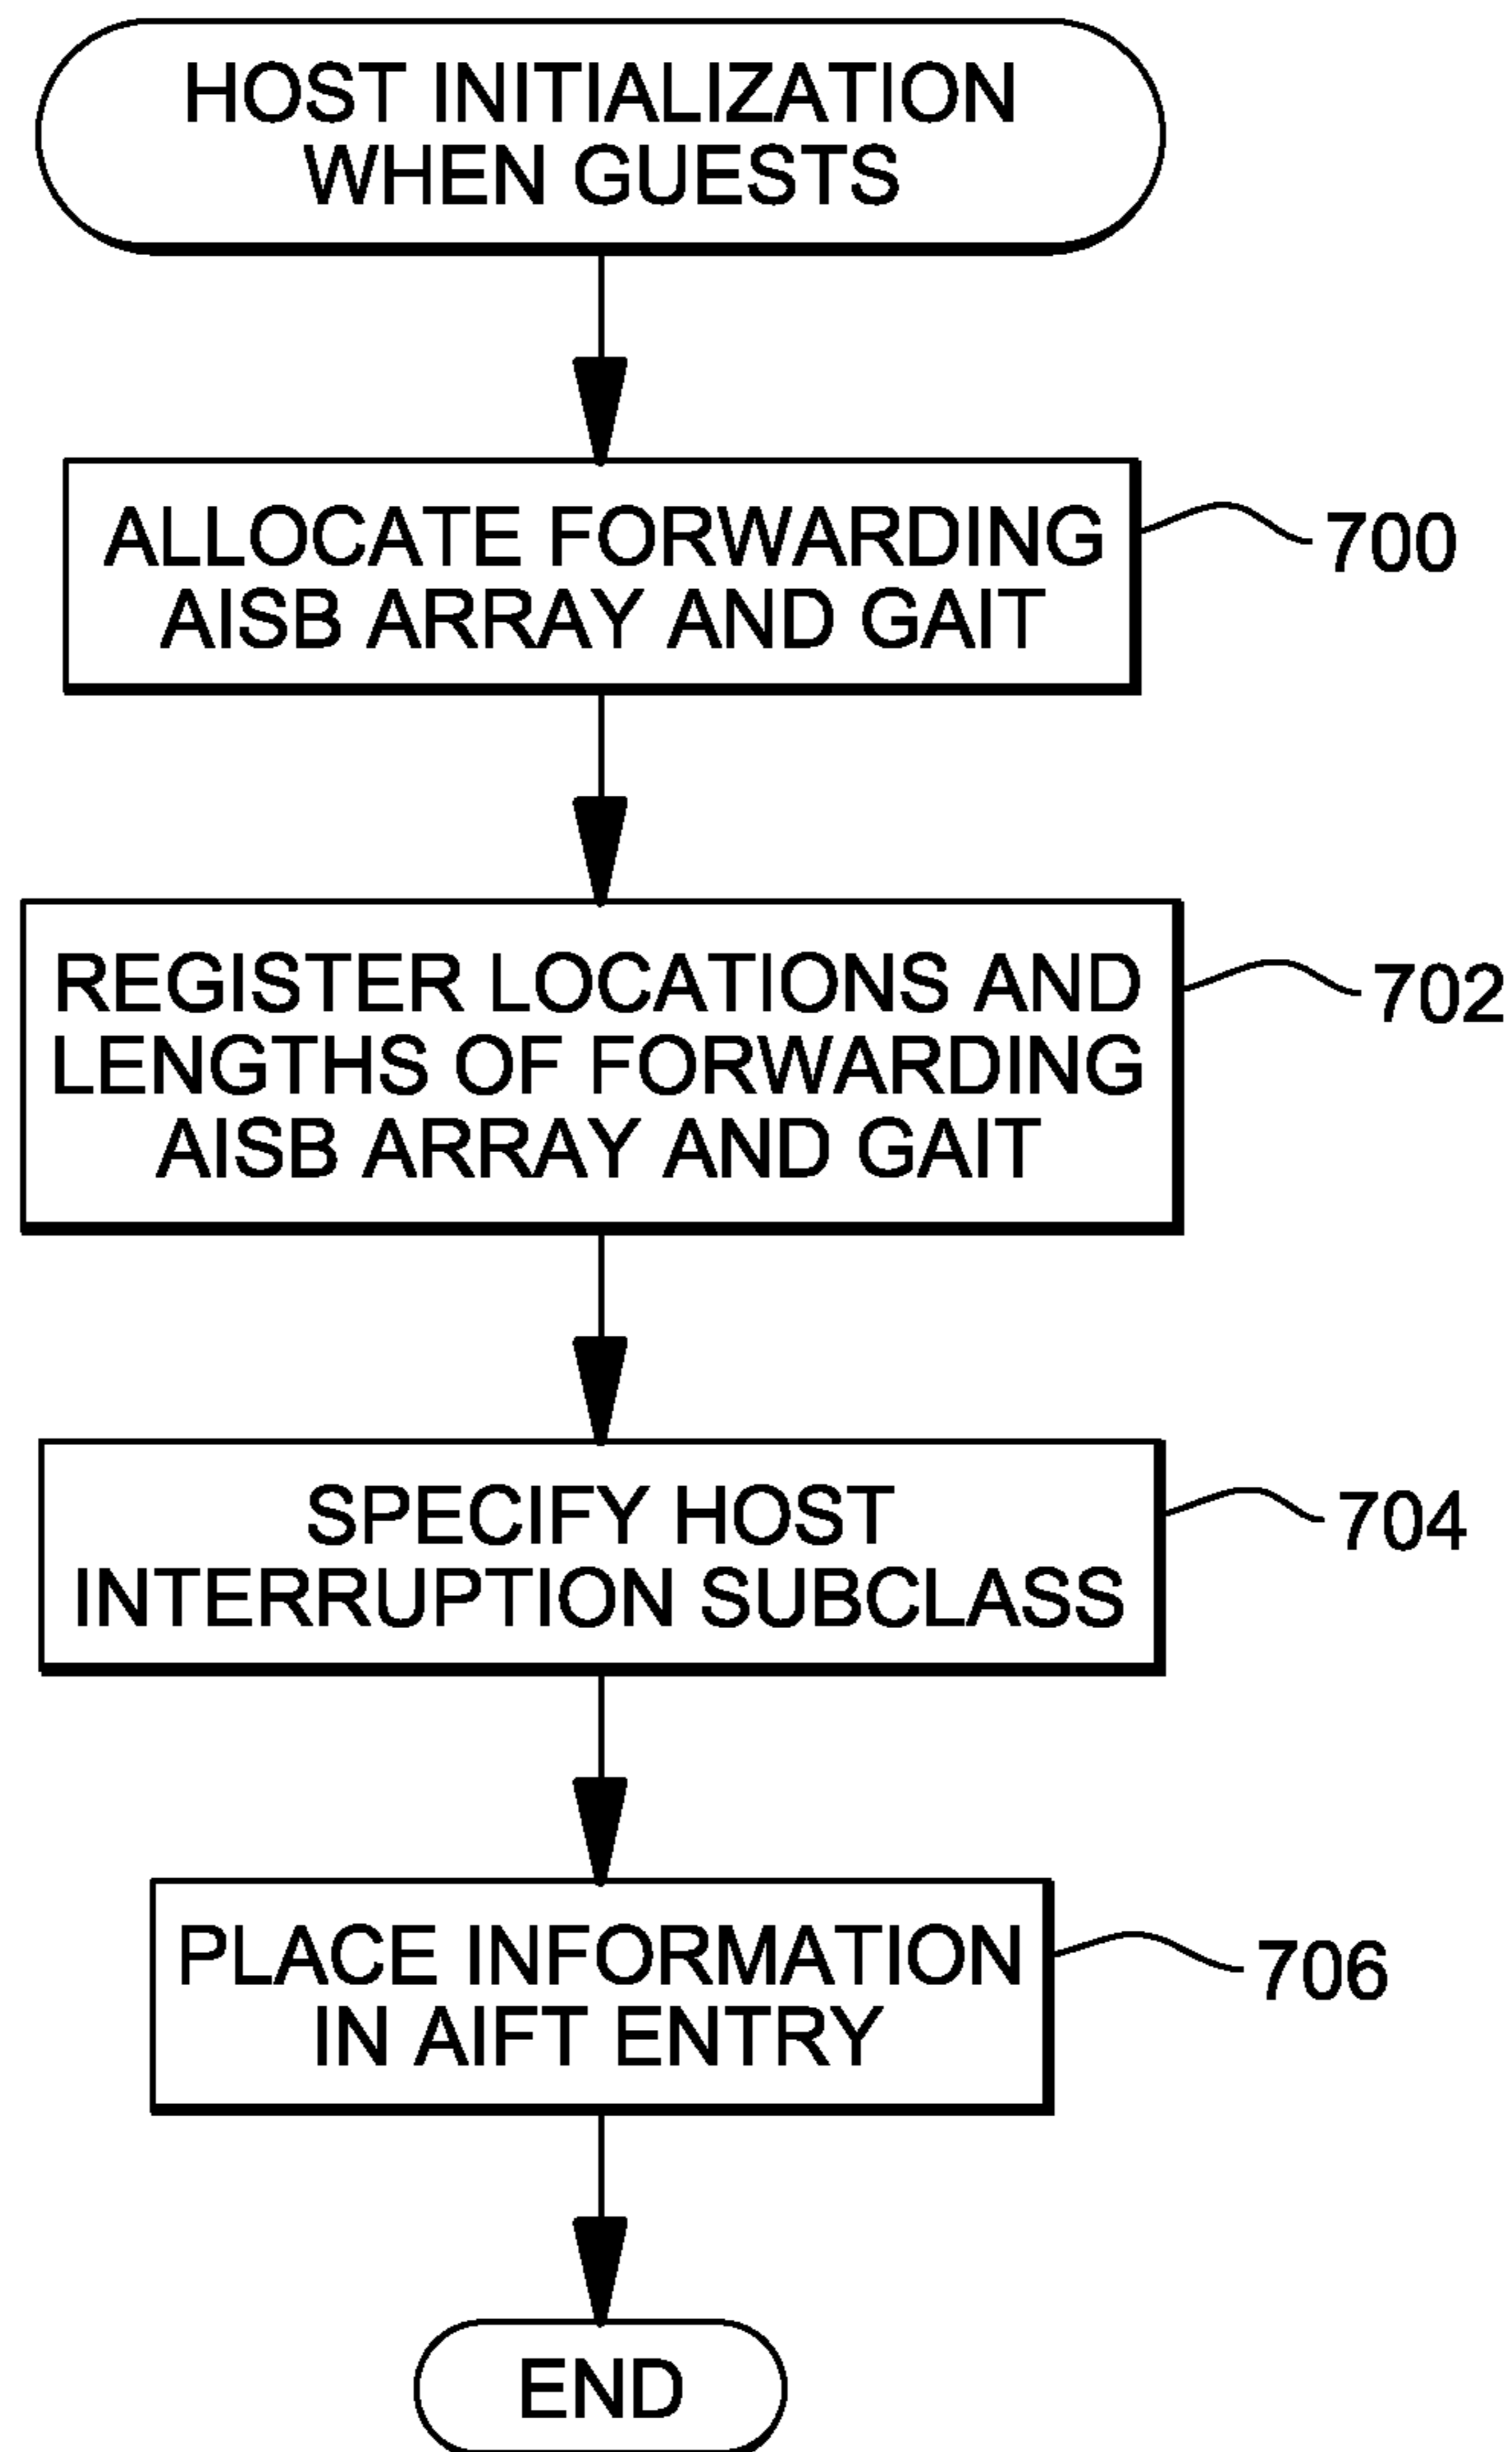 HOST INITIALIZATION
WHEN GUESTS
ALLOCATE FORWARDING
AISB ARRAY AND GAIT
700
REGISTER LOCATIONS AND
LENGTHS OF FORWARDING
AISB ARRAY AND GAIT
702
SPECIFY HOST
INTERRUPTION SUBCLASS
704
PLACE INFORMATION
IN AIFT ENTRY
706
END